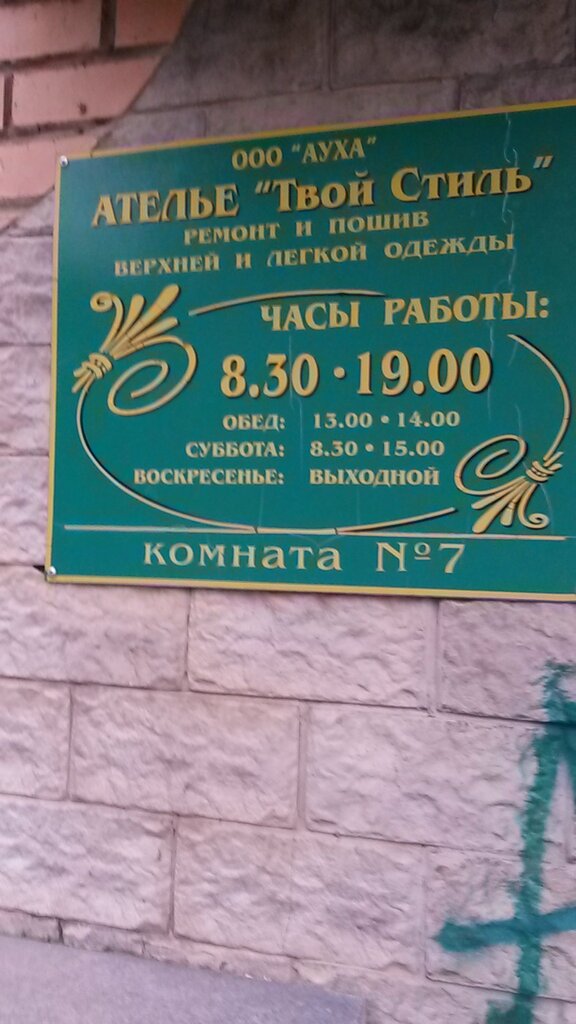 ООО "АУХА"
АТЕЛЬЕ "Твой Стиль"
РЕМОНТ И ПОШИВ
ВЕРХНЕЙ И ЛЕГКОЙ ОДЕЖДЫ
ЧАСЫ РАБОТЫ:
8.30 • 19.00
ОБЕД: 13.00 • 14.00
СУББОТА: 8.30 • 15.00
ВОСКРЕСЕНЬЕ: ВЫХОДНОЙ
КОМНАТА №7